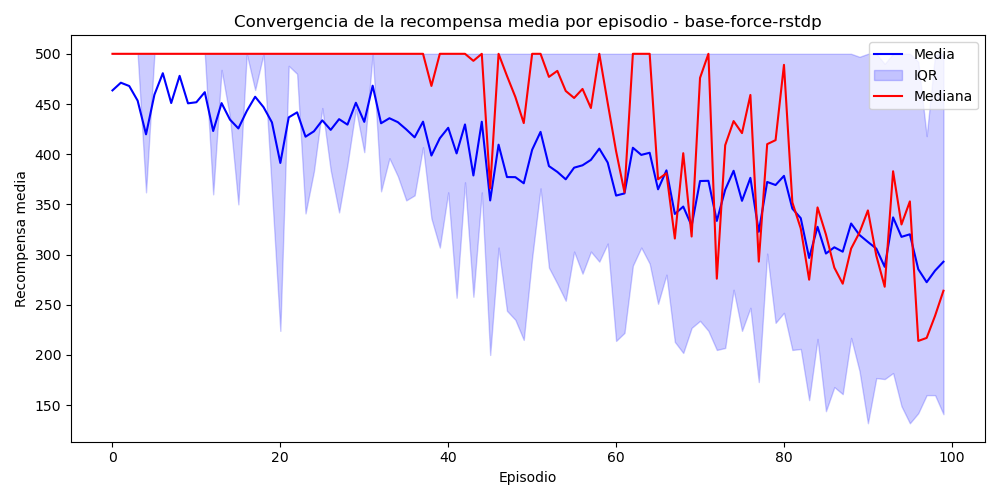 Convergencia de la recompensa media por episodio - base-force-rstdp
Recompensa media
500
450
400
350
300
250
200
150
0
20
40
60
80
100
Episodio
Media
IQR
Mediana